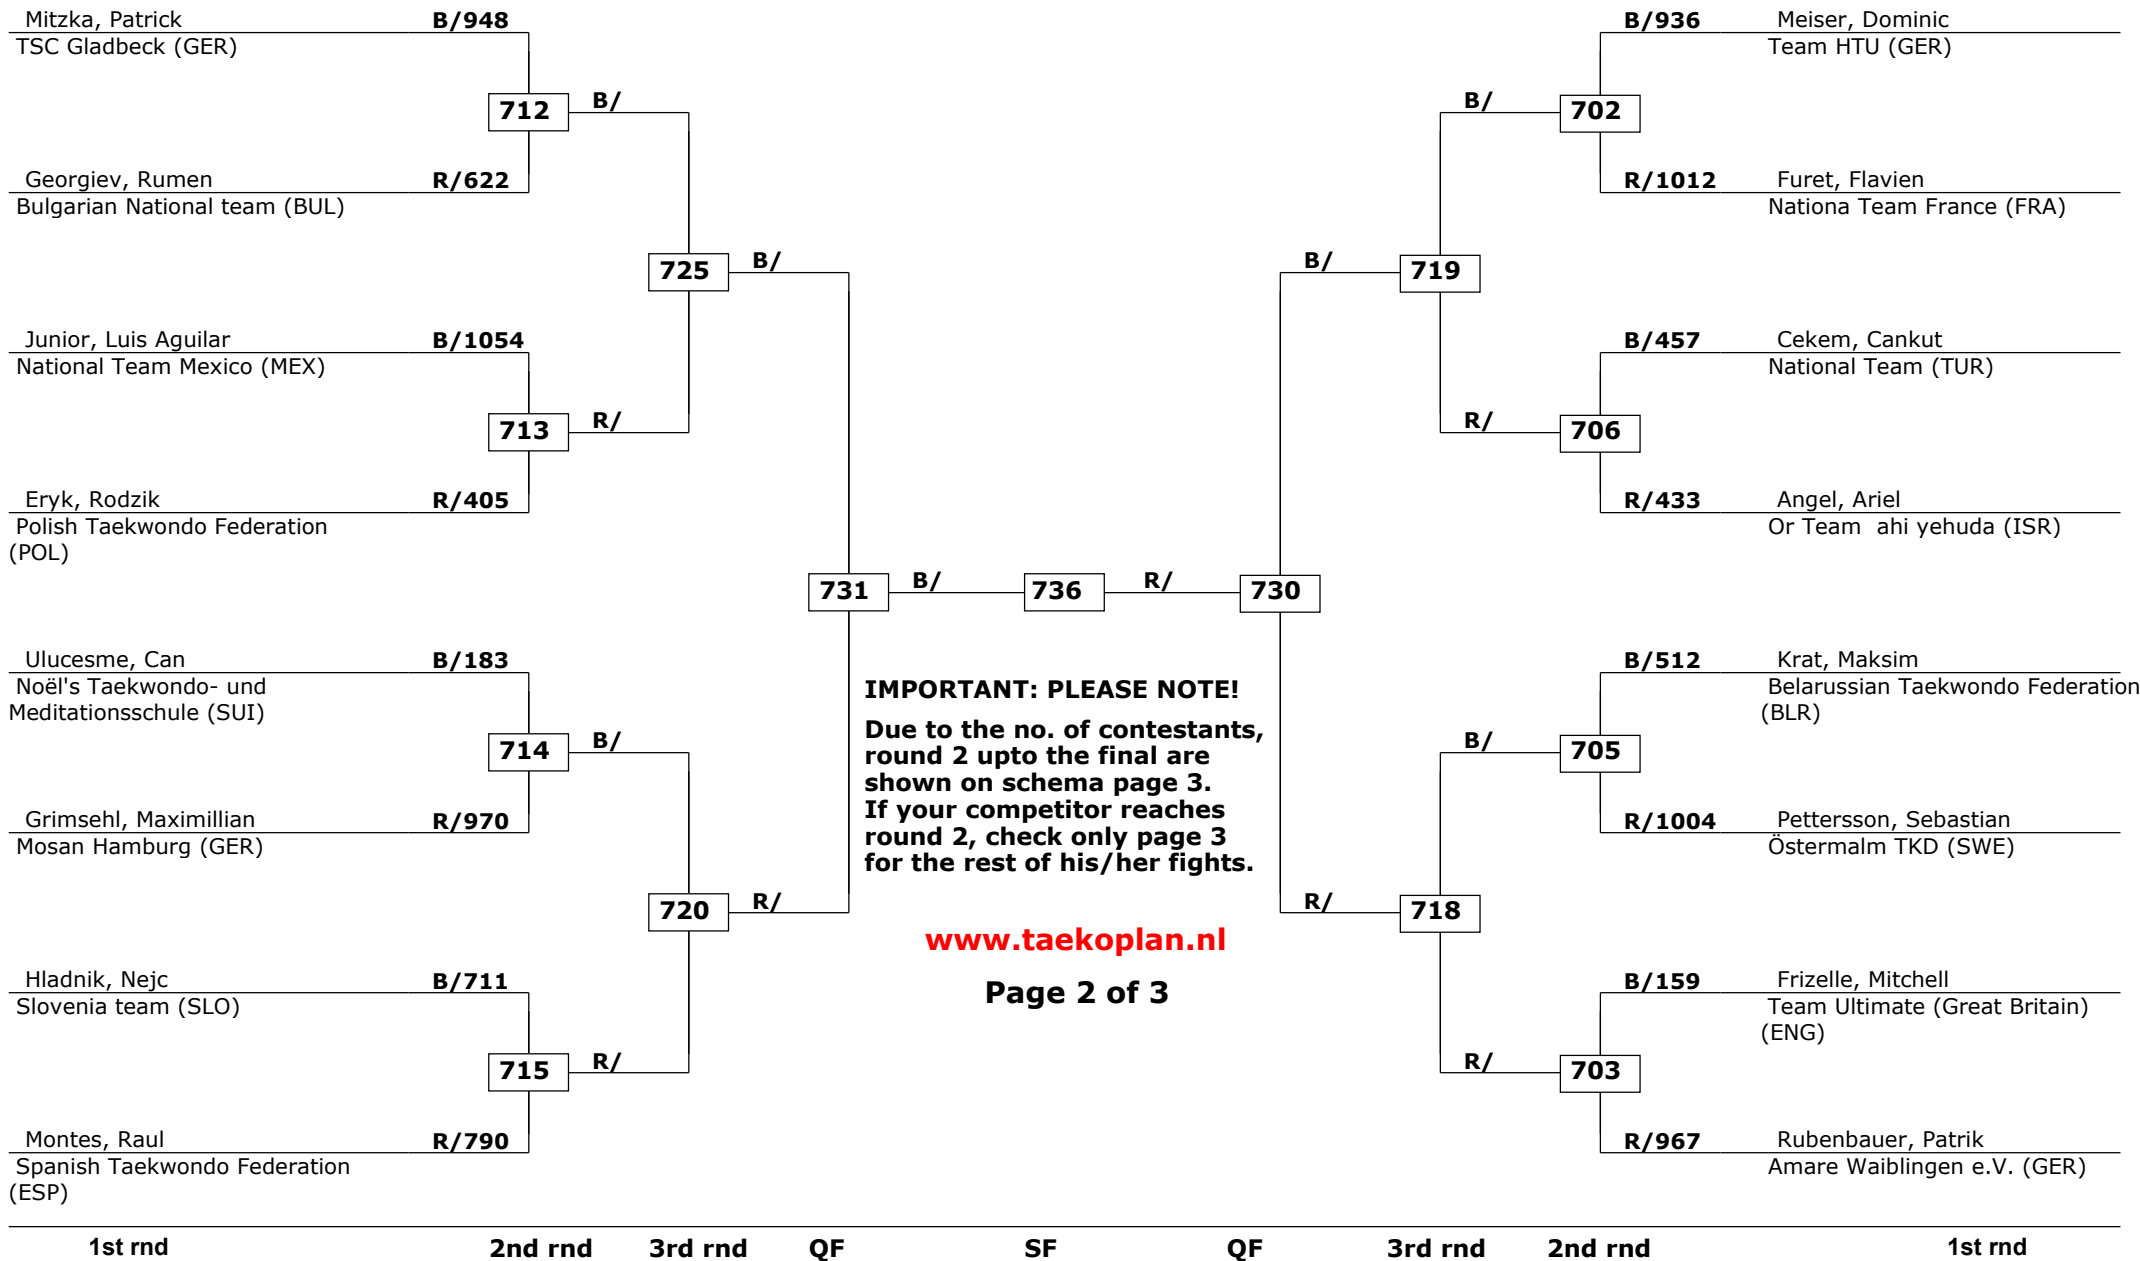 Mitzka, Patrick B/948
TSC Gladbeck (GER)
712 B/
Georgiev, Rumen R/622
Bulgarian National team (BUL)
725 B/
Junior, Luis Aguilar B/1054
National Team Mexico (MEX)
713 R/
Eryk, Rodzik R/405
Polish Taekwondo Federation
(POL)
731 B/
Ulucesme, Can B/183
Noël's Taekwondo- und
Meditationsschule (SUI)
714 B/
Grimsehl, Maximillian R/970
Mosan Hamburg (GER)
720 R/
Hladnik, Nejc B/711
Slovenia team (SLO)
715 R/
Montes, Raul R/790
Spanish Taekwondo Federation
(ESP)
736
IMPORTANT: PLEASE NOTE!
Due to the no. of contestants,
round 2 upto the final are
shown on schema page 3.
If your competitor reaches
round 2, check only page 3
for the rest of his/her fights.
www.taekoplan.nl
Page 2 of 3
B/936 Meiser, Dominic
Team HTU (GER)
B/ 702
R/1012 Furet, Flavien
Nationa Team France (FRA)
B/ 719
B/457 Cekem, Cankut
National Team (TUR)
R/ 706
R/433 Angel, Ariel
Or Team  ahi yehuda (ISR)
R/ 730
B/512 Krat, Maksim
Belarussian Taekwondo Federation
(BLR)
B/ 705
R/1004 Pettersson, Sebastian
Östermalm TKD (SWE)
R/ 718
B/159 Frizelle, Mitchell
Team Ultimate (Great Britain)
(ENG)
R/ 703
R/967 Rubenbauer, Patrik
Amare Waiblingen e.V. (GER)
1st rnd 2nd rnd 3rd rnd QF SF QF 3rd rnd 2nd rnd 1st rnd